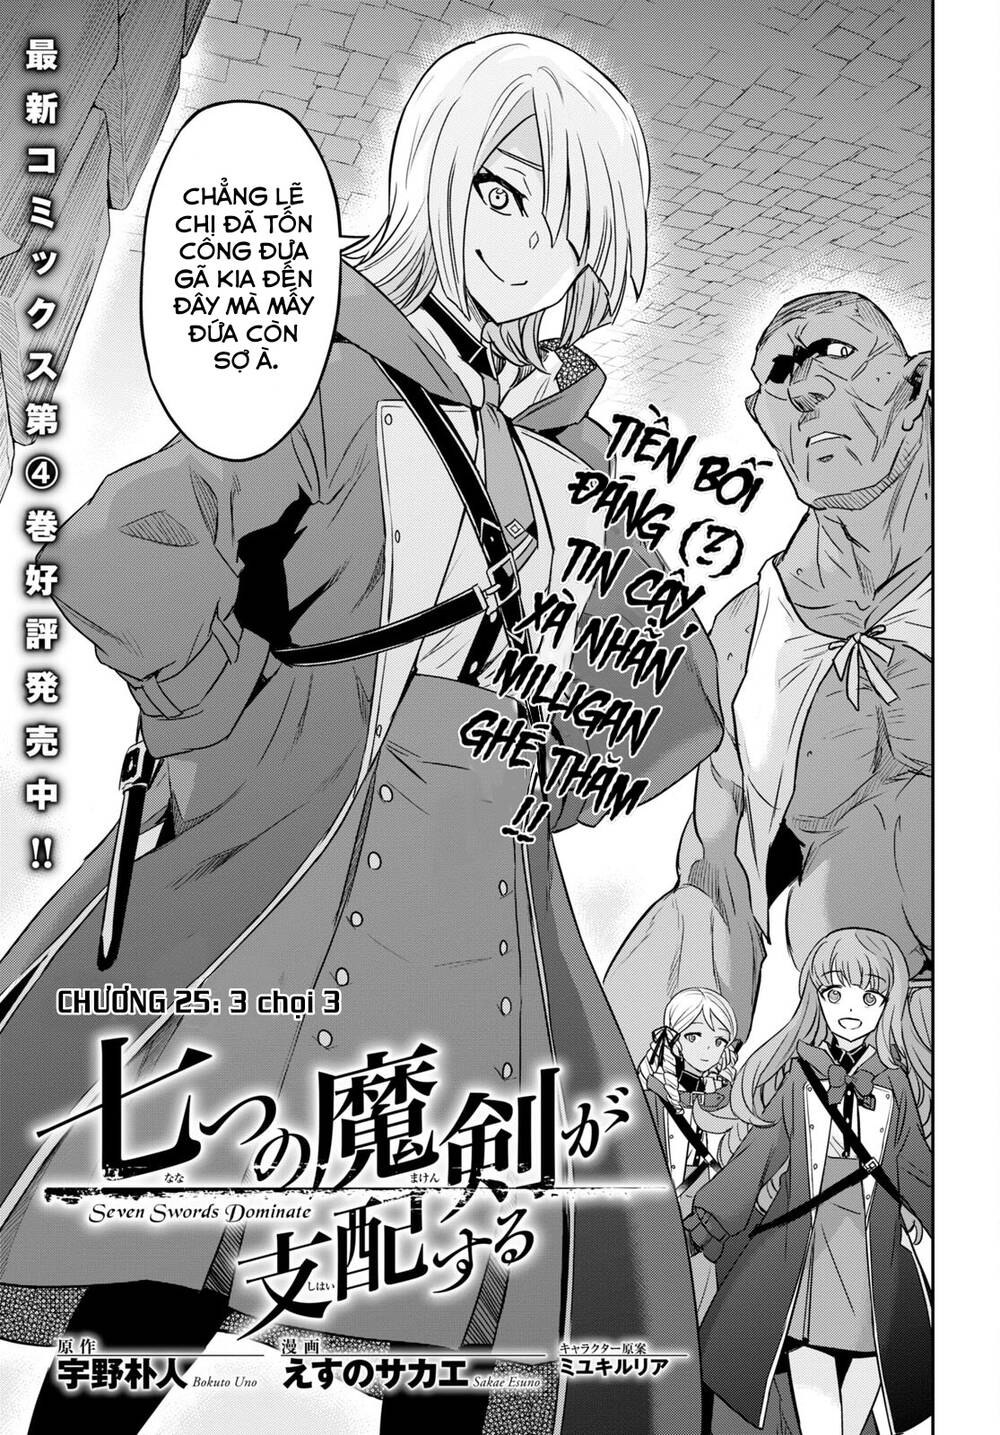 最新コミックス第④巻好評発売中!!
CHẲNG LẼ
CHỊ ĐÃ TỐN
CÔNG ĐƯA
GÃ KIA ĐẾN
ĐÂY MÀ MẤY
ĐỨA CÒN
SỢ À.
TIỀN BỐI
ĐÁNG (?)
TIN CẬY,
XÀ NHÃN
MILLIGAN
GHÉ THĂM
!!
CHƯƠNG 25: 3 chọi 3
七つの魔剣が
なな
まけん
Seven Swords Dominate
支配する
しはい
原作
宇野朴人 Bokuto Uno
漫画
えすのサカエ Sakae Esuno
キャラクター原案
ミユキルリア